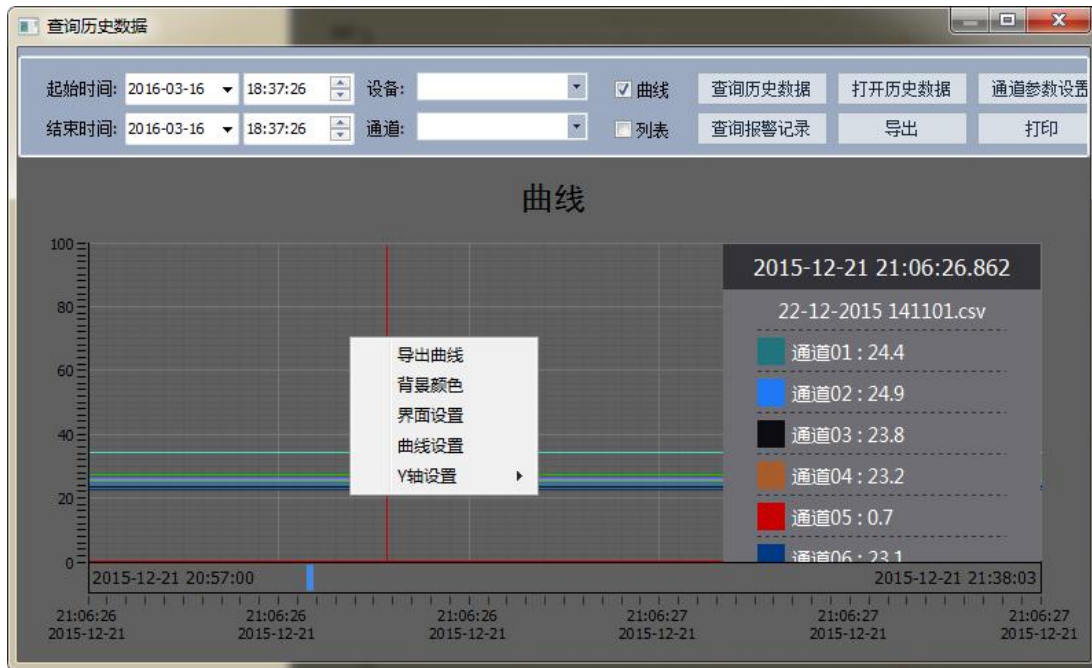 查询历史数据
起始时间: 2016-03-16 18:37:26 设备: 曲线 查询历史数据 打开历史数据 通道参数设置
结束时间: 2016-03-16 18:37:26 通道: 列表 查询报警记录 导出 打印
曲线
100
80
60
40
20
0
2015-12-21 21:06:26.862
22-12-2015 141101.csv
通道01 : 24.4
通道02 : 24.9
通道03 : 23.8
通道04 : 23.2
通道05 : 0.7
通道06 : 23.1
导出曲线
背景颜色
界面设置
曲线设置
Y轴设置
2015-12-21 20:57:00 2015-12-21 21:38:03
21:06:26 21:06:26 21:06:26 21:06:27 21:06:27 21:06:27
2015-12-21 2015-12-21 2015-12-21 2015-12-21 2015-12-21 2015-12-21